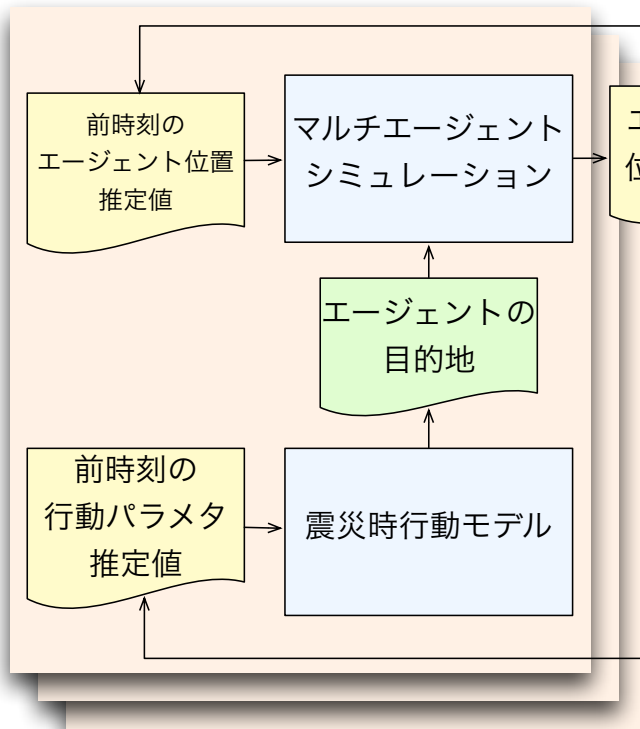 前時刻の
エージェント位置
推定値
マルチエージェント
シミュレーション
エージェントの
目的地
前時刻の
行動パラメタ
推定値
震災時行動モデル